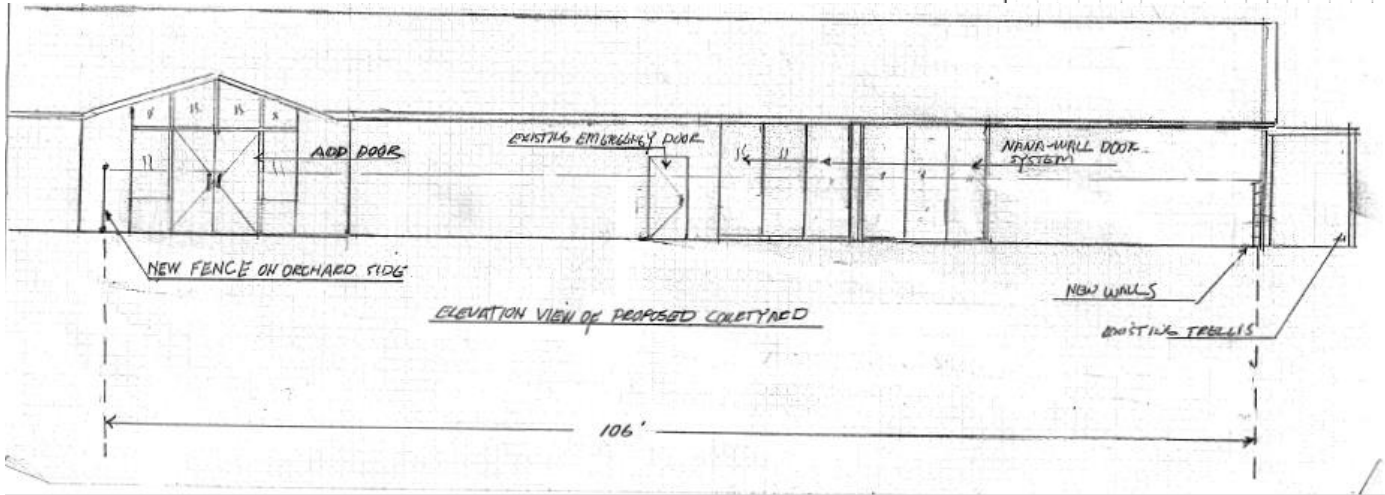 ADD DOOR
EXISTING EMERGENCY DOOR
NANA-WALL DOOR
SYSTEM
NEW FENCE ON ORCHARD SIDE
NEW WALLS
EXISTING TRELLIS
ELEVATION VIEW OF PROPOSED COURTYARD
106'